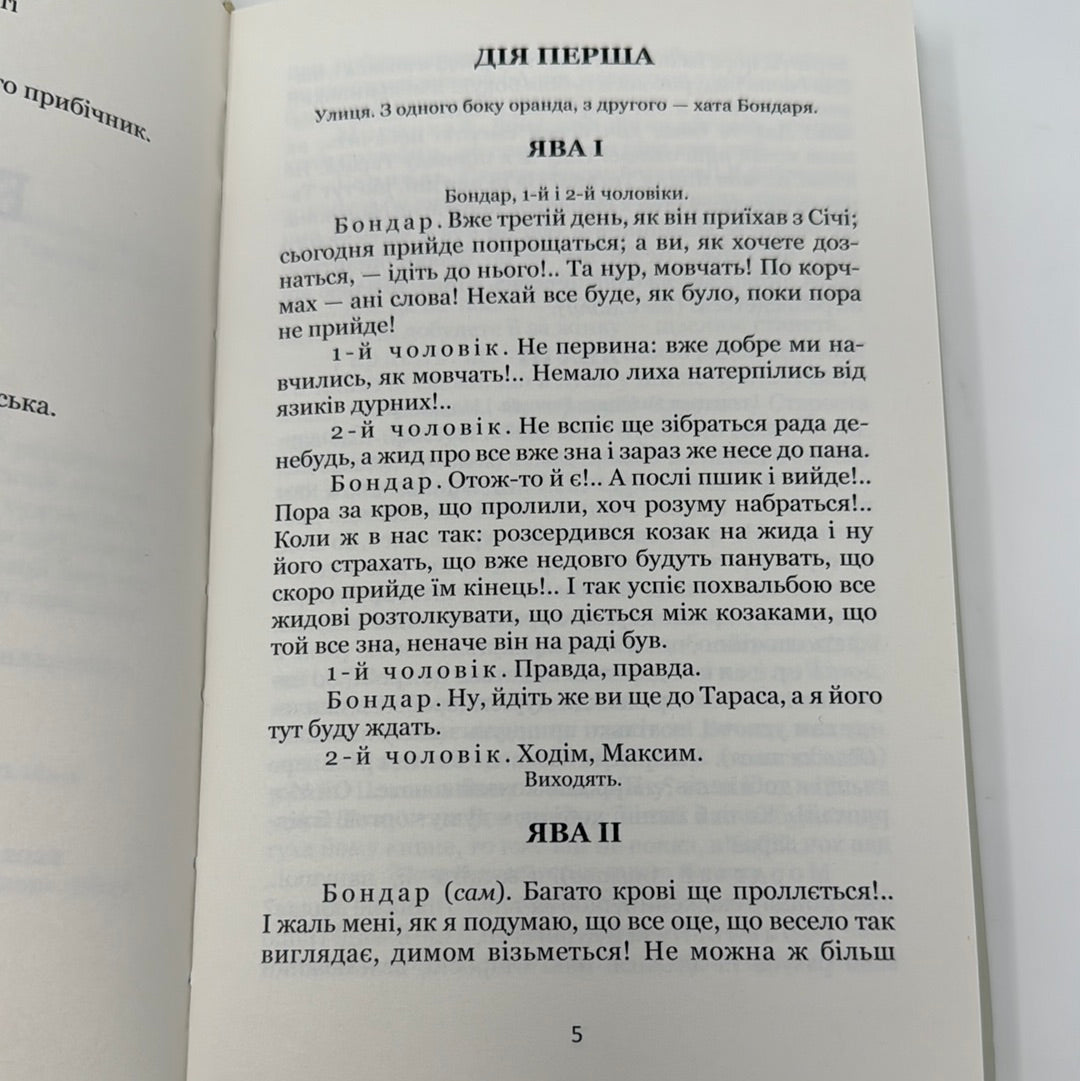 ті
го прибічник.
ська.
ДІЯ ПЕРША
Улиця. З одного боку оранда, з другого — хата Бондаря.
ЯВА І
Бондар, 1-й і 2-й чоловіки.
Бондар. Вже третій день, як він приїхав з Січі;
сьогодня прийде попрощаться; а ви, як хочете доз-
наться, — ідіть до нього!.. Та нур, мовчать! По корч-
мах — ані слова! Нехай все буде, як було, поки пора
не прийде!
1-й чоловік. Не первина: вже добре ми на-
вчились, як мовчать!.. Немало лиха натерпілись від
язиків дурних!..
2-й чоловік. Не вспіє ще зібраться рада де-
небудь, а жид про все вже зна і зараз же несе до пана.
Бондар. Отож-то й є!.. А послі пшик і вийде!..
Пора за кров, що пролили, хоч розуму набраться!..
Коли ж в нас так: розсердився козак на жида і ну
його страхать, що вже недовго будуть панувать, що
скоро прийде їм кінець!.. І так успіє похвальбою все
жидові розтолкувати, що діється між козаками, що
той все зна, неначе він на раді був.
1-й чоловік. Правда, правда.
Бондар. Ну, йдіть же ви ще до Тараса, а я його
тут буду ждать.
2-й чоловік. Ходім, Максим.
Виходять.
ЯВА ІІ
Бондар (сам). Багато крові ще проллється!..
І жаль мені, як я подумаю, що все оце, що весело так
виглядає, димом візьметься! Не можна ж більш
5